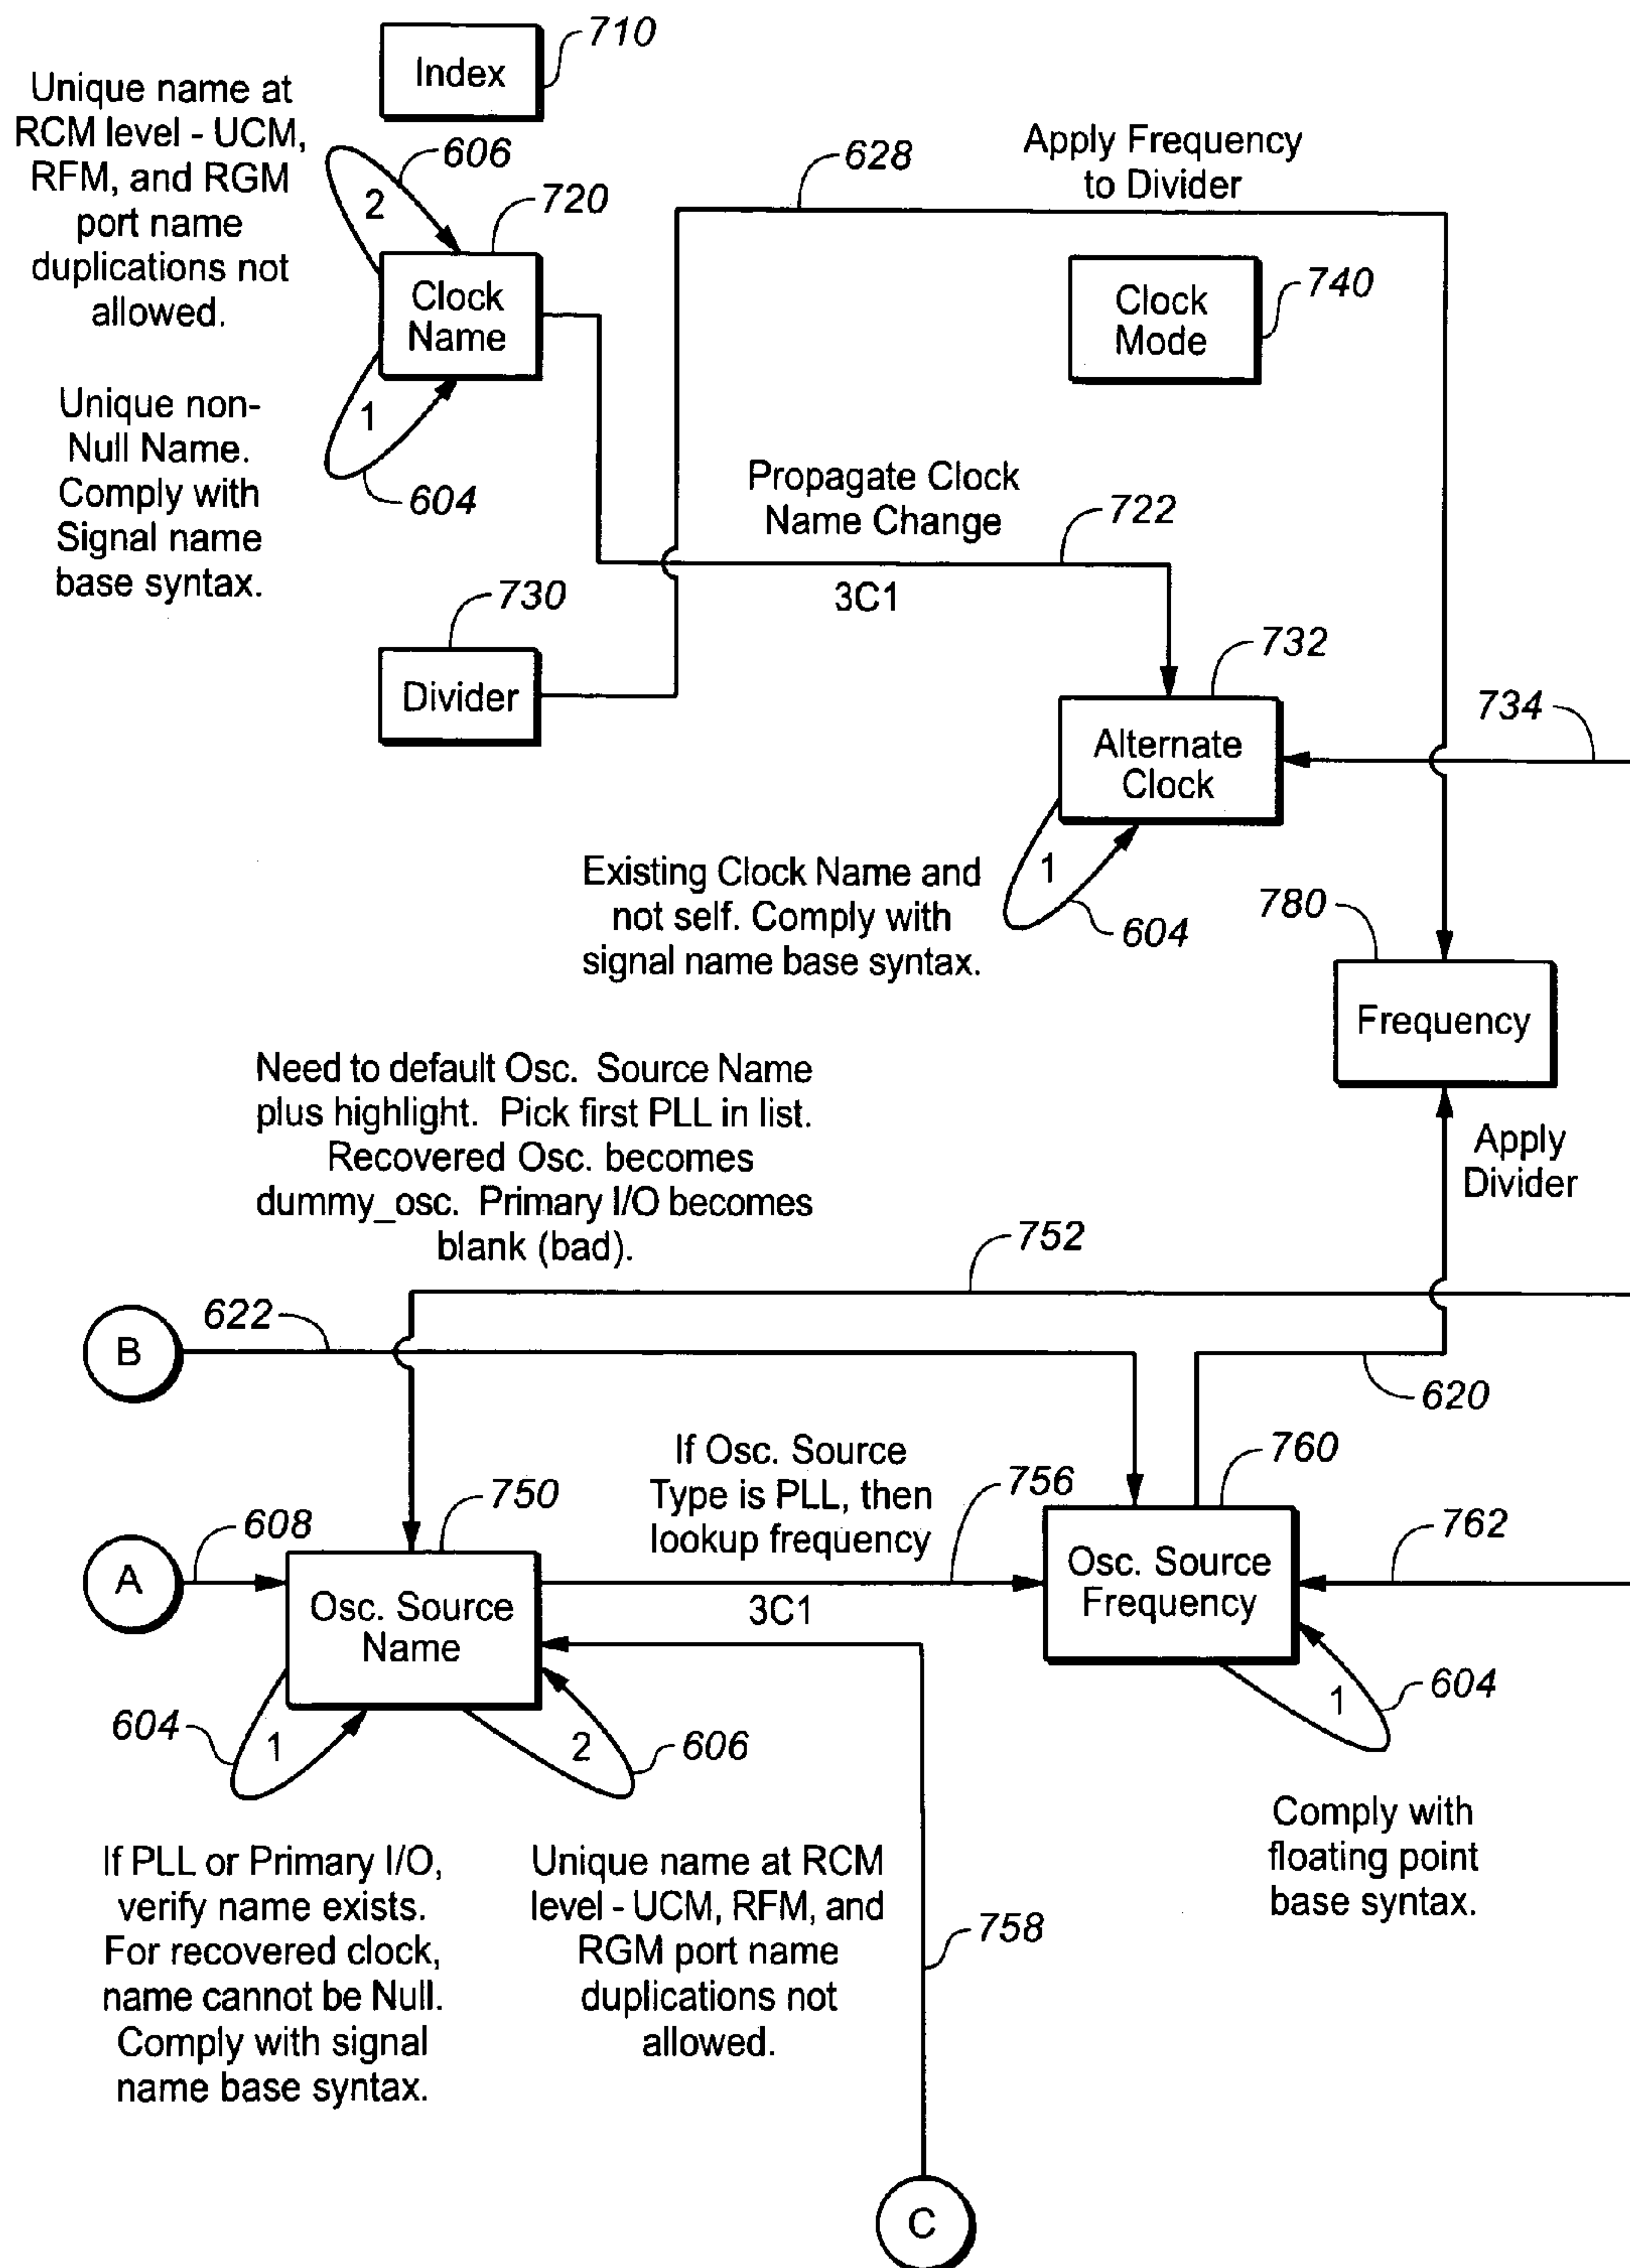 710
Index
Unique name at
RCM level - UCM,
RFM, and RGM
port name
duplications not
allowed.
606
2
720
Clock
Name
1
604
Unique non-
Null Name.
Comply with
Signal name
base syntax.
628
Apply Frequency
to Divider
740
Clock
Mode
Propagate Clock
Name Change
722
3C1
730
Divider
732
Alternate
Clock
734
1
604
Existing Clock Name and
not self. Comply with
signal name base syntax.
780
Frequency
Apply
Divider
Need to default Osc. Source Name
plus highlight. Pick first PLL in list.
Recovered Osc. becomes
dummy_osc. Primary I/O becomes
blank (bad).
752
B
622
620
A
608
750
Osc. Source
Name
If Osc. Source
Type is PLL, then
lookup frequency
756
3C1
760
Osc. Source
Frequency
762
604
1
2
606
1
604
If PLL or Primary I/O,
verify name exists.
For recovered clock,
name cannot be Null.
Comply with signal
name base syntax.
Unique name at RCM
level - UCM, RFM, and
RGM port name
duplications not
allowed.
758
Comply with
floating point
base syntax.
C